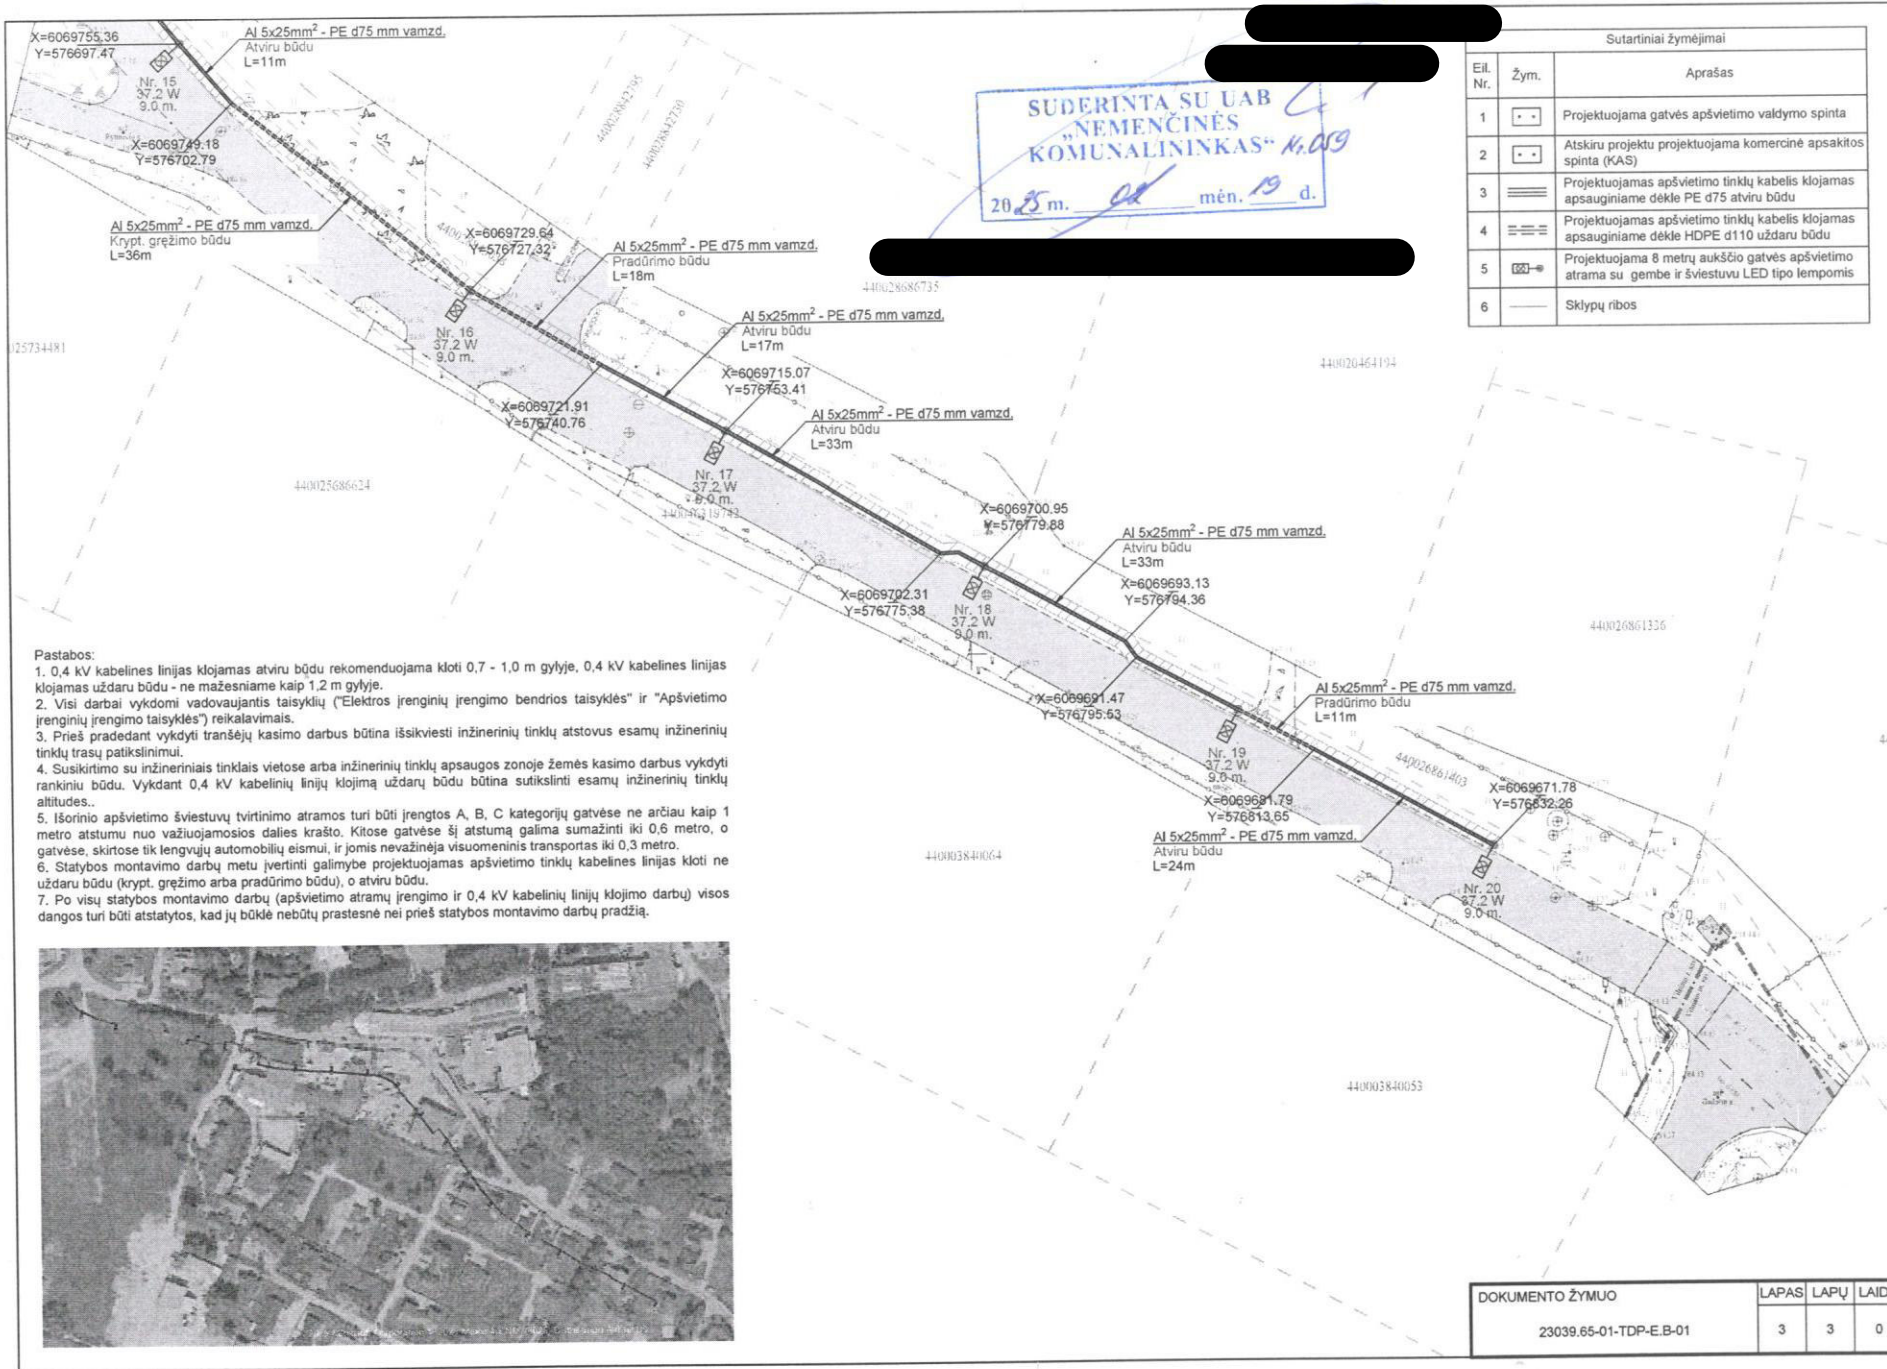 X=6069755.36
Y=576697.47
Al 5x25mm² - PE d75 mm vamzd.
Atviru būdu
L=11m
Nr. 15
37.2 W
9.0 m.
X=6069749.18
Y=576702.79
Al 5x25mm² - PE d75 mm vamzd.
Krypt. gręžimo būdu
L=36m
440028842795
440028842730
X=6069729.64
Y=576727.32
Al 5x25mm² - PE d75 mm vamzd.
Pradūrimo būdu
L=18m
Nr. 16
37.2 W
9.0 m.
025734481
Al 5x25mm² - PE d75 mm vamzd.
Atviru būdu
L=17m
X=6069715.07
Y=576753.41
X=6069721.91
Y=576740.76
Al 5x25mm² - PE d75 mm vamzd.
Atviru būdu
L=33m
Nr. 17
37.2 W
9.0 m.
440025686624
440028686735
440020464194
SUDERINTA SU UAB
„NEMENČINĖS
KOMUNALININKAS“ Nr. 059
2025 m. 02 mėn. 19 d.
Sutartiniai žymėjimai
Eil. Nr. Žym. Aprašas
1 Projektuojama gatvės apšvietimo valdymo spinta
2 Atskiru projektu projektuojama komercinė apsakitos
spinta (KAS)
3 Projektuojamas apšvietimo tinklų kabelis klojamas
apsauginiame dėkle PE d75 atviru būdu
4 Projektuojamas apšvietimo tinklų kabelis klojamas
apsauginiame dėkle HDPE d110 uždaru būdu
5 Projektuojama 8 metrų aukščio gatvės apšvietimo
atrama su gembe ir šviestuvu LED tipo lempomis
6 Sklypų ribos
X=6069700.95
Y=576779.88
Al 5x25mm² - PE d75 mm vamzd.
Atviru būdu
L=33m
X=6069702.31
Y=576775.38
Nr. 18
37.2 W
9.0 m.
X=6069693.13
Y=576794.36
X=6069691.47
Y=576795.53
440026861336
Al 5x25mm² - PE d75 mm vamzd.
Pradūrimo būdu
L=11m
Nr. 19
37.2 W
9.0 m.
440026861403
X=6069681.79
Y=576813.65
X=6069671.78
Y=576832.26
Al 5x25mm² - PE d75 mm vamzd.
Atviru būdu
L=24m
Nr. 20
37.2 W
9.0 m.
440003840064
440003840053
Pastabos:
1. 0,4 kV kabelines linijas klojamas atviru būdu rekomenduojama kloti 0,7 - 1,0 m gylyje, 0,4 kV kabelines linijas
klojamas uždaru būdu - ne mažesniame kaip 1,2 m gylyje.
2. Visi darbai vykdomi vadovaujantis taisyklių ("Elektros įrenginių įrengimo bendrios taisyklės" ir "Apšvietimo
įrenginių įrengimo taisyklės") reikalavimais.
3. Prieš pradedant vykdyti tranšėjų kasimo darbus būtina išsikviesti inžinerinių tinklų atstovus esamų inžinerinių
tinklų trasų patikslinimui.
4. Susikirtimo su inžineriniais tinklais vietose arba inžinerinių tinklų apsaugos zonoje žemės kasimo darbus vykdyti
rankiniu būdu. Vykdant 0,4 kV kabelinių linijų klojimą uždarų būdu būtina sutikslinti esamų inžinerinių tinklų
altitudes..
5. Išorinio apšvietimo šviestuvų tvirtinimo atramos turi būti įrengtos A, B, C kategorijų gatvėse ne arčiau kaip 1
metro atstumu nuo važiuojamosios dalies krašto. Kitose gatvėse šį atstumą galima sumažinti iki 0,6 metro, o
gatvėse, skirtose tik lengvųjų automobilių eismui, ir jomis nevažinėja visuomeninis transportas iki 0,3 metro.
6. Statybos montavimo darbų metu įvertinti galimybe projektuojamas apšvietimo tinklų kabelines linijas kloti ne
uždaru būdu (krypt. gręžimo arba pradūrimo būdu), o atviru būdu.
7. Po visų statybos montavimo darbų (apšvietimo atramų įrengimo ir 0,4 kV kabelinių linijų klojimo darbų) visos
dangos turi būti atstatytos, kad jų būklė nebūtų prastesnė nei prieš statybos montavimo darbų pradžią.
DOKUMENTO ŽYMUO LAPAS LAPŲ LAID
23039.65-01-TDP-E.B-01 3 3 0